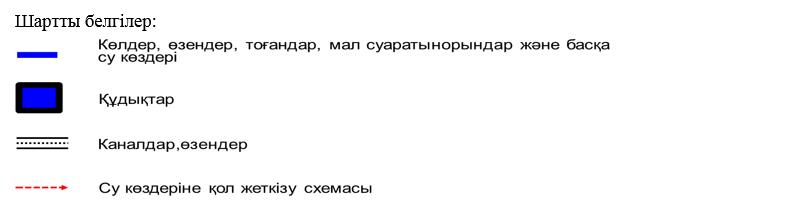 Шартты белгілер:
Көлдер, өзендер, тоғандар, мал суаратынорындар және басқа
су көздері
Құдықтар
Каналдар,өзендер
Су көздеріне қол жеткізу схемасы